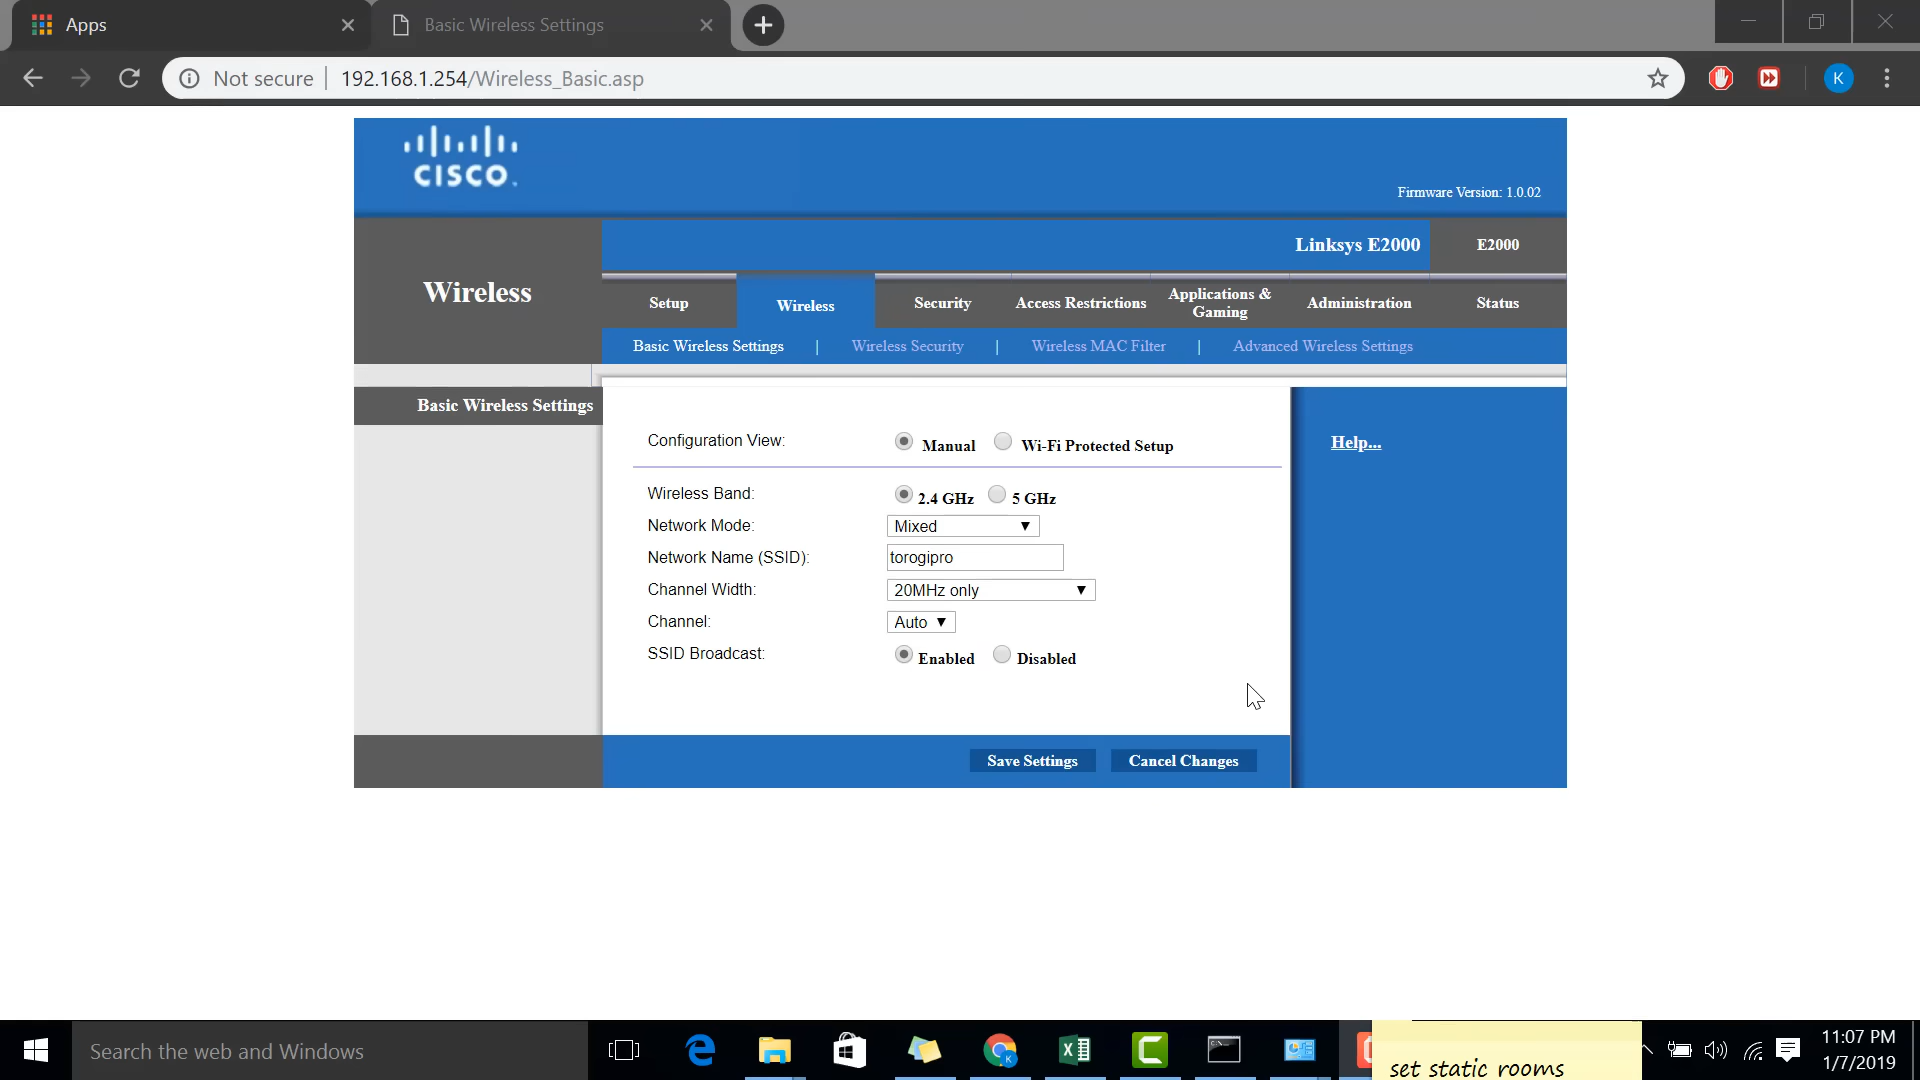 Apps
Basic Wireless Settings
Not secure 192.168.1.254/Wireless_Basic.asp
K
CISCO.
Firmware Version: 1.0.02
Linksys E2000 E2000
Wireless
Setup Wireless Security Access Restrictions Applications & Gaming Administration Status
Basic Wireless Settings | Wireless Security | Wireless MAC Filter | Advanced Wireless Settings
Basic Wireless Settings
Configuration View: Manual Wi-Fi Protected Setup
Help...
Wireless Band: 2.4 GHz 5 GHz
Network Mode: Mixed
Network Name (SSID): torogipro
Channel Width: 20MHz only
Channel: Auto
SSID Broadcast: Enabled Disabled
Save Settings Cancel Changes
Search the web and Windows
set static rooms
11:07 PM
1/7/2019